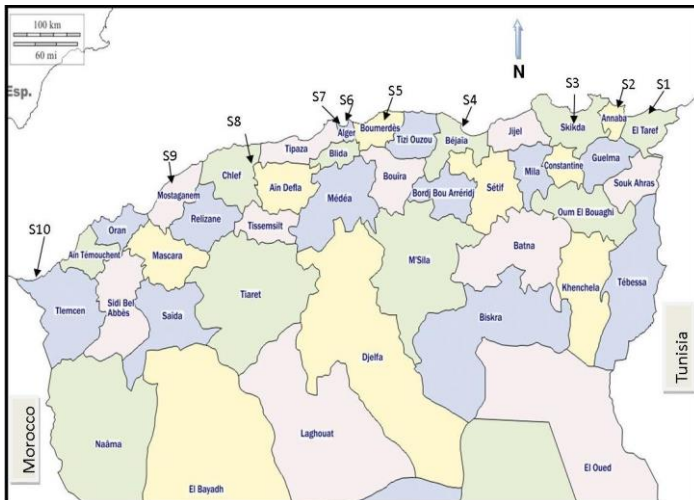 100 km
60 mi
Esp.
N
S1
S2
S3
S4
S5
S6
S7
S8
S9
S10
Annaba
El Taref
Skikda
Jijel
Béjaia
Tizi Ouzou
Boumerdès
Alger
Tipaza
Blida
Chlef
Ain Defla
Médéa
Bouira
Bordj Bou Arréridj
Sétif
Mila
Constantine
Guelma
Souk Ahras
Mostaganem
Relizane
Tissemsilt
Oran
Ain Témouchent
Mascara
Oum El Bouaghi
Batna
Khenchela
Tébessa
M'Sila
Tiaret
Saida
Sidi Bel
Abbès
Tlemcen
Biskra
Djelfa
Laghouat
Naâma
El Bayadh
El Oued
Morocco
Tunisia